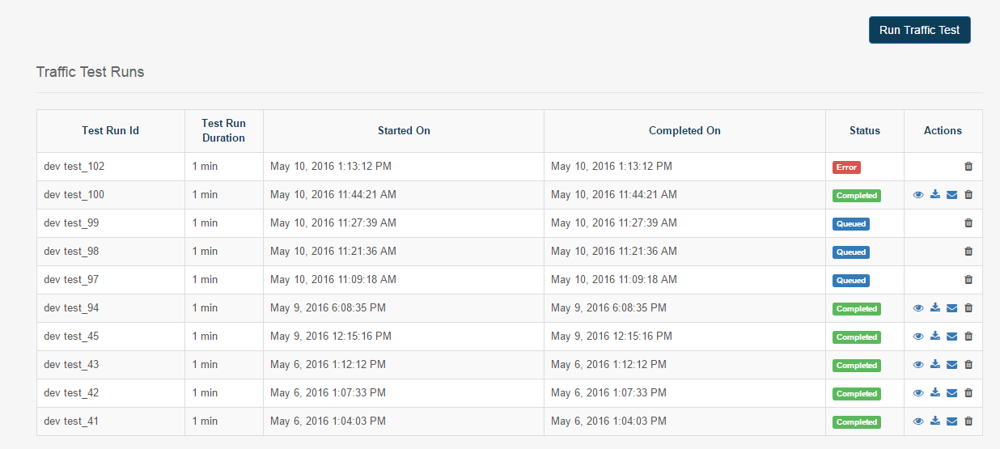 Run Traffic Test
Traffic Test Runs
Test Run Id Test Run Duration Started On Completed On Status Actions
dev test_102 1 min May 10, 2016 1:13:12 PM May 10, 2016 1:13:12 PM Error
dev test_100 1 min May 10, 2016 11:44:21 AM May 10, 2016 11:44:21 AM Completed
dev test_99 1 min May 10, 2016 11:27:39 AM May 10, 2016 11:27:39 AM Queued
dev test_98 1 min May 10, 2016 11:21:36 AM May 10, 2016 11:21:36 AM Queued
dev test_97 1 min May 10, 2016 11:09:18 AM May 10, 2016 11:09:18 AM Queued
dev test_94 1 min May 9, 2016 6:08:35 PM May 9, 2016 6:08:35 PM Completed
dev test_45 1 min May 9, 2016 12:15:16 PM May 9, 2016 12:15:16 PM Completed
dev test_43 1 min May 6, 2016 1:12:12 PM May 6, 2016 1:12:12 PM Completed
dev test_42 1 min May 6, 2016 1:07:33 PM May 6, 2016 1:07:33 PM Completed
dev test_41 1 min May 6, 2016 1:04:03 PM May 6, 2016 1:04:03 PM Completed